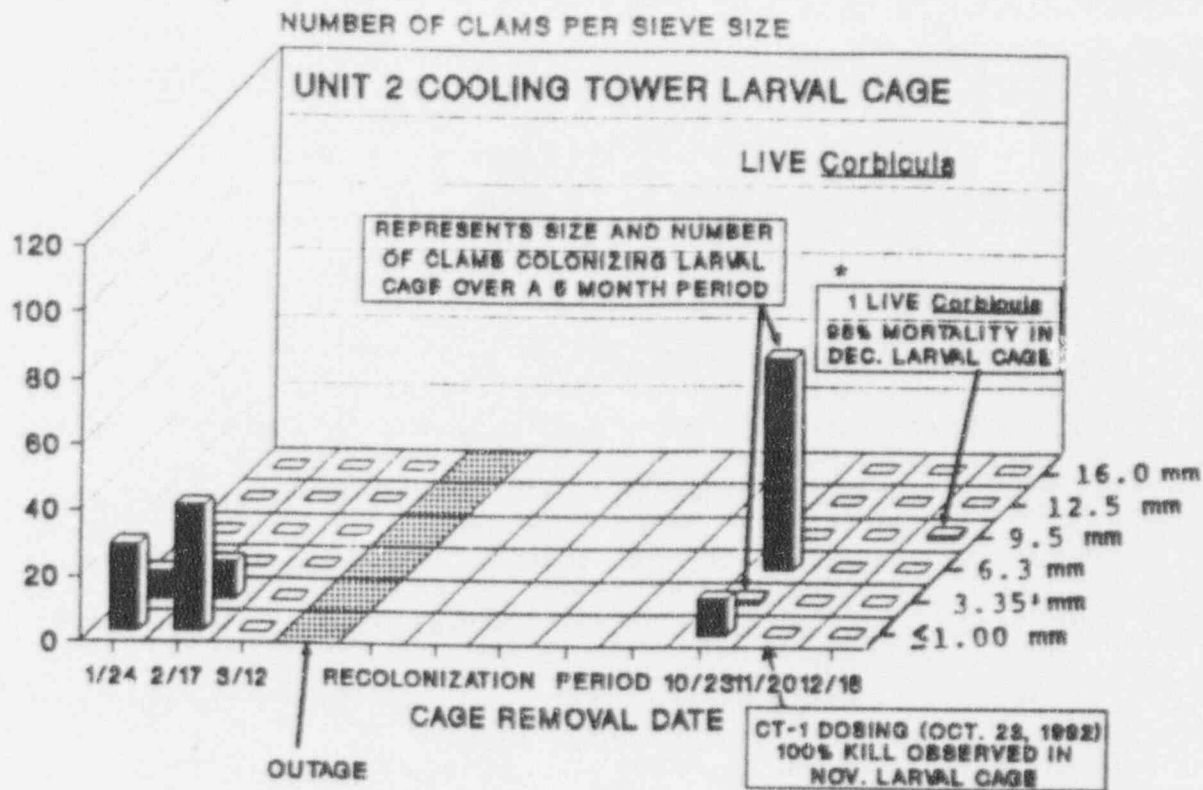 NUMBER OF CLAMS PER SIEVE SIZE
UNIT 2 COOLING TOWER LARVAL CAGE
LIVE Corbicula
REPRESENTS SIZE AND NUMBER
OF CLAMS COLONIZING LARVAL
CAGE OVER A 6 MONTH PERIOD
*
1 LIVE Corbicula
98% MORTALITY IN
DEC. LARVAL CAGE
120
100
80
60
40
20
0
16.0 mm
12.5 mm
9.5 mm
6.3 mm
3.35 mm
≤1.00 mm
1/24 2/17 3/12 RECOLONIZATION PERIOD 10/23 11/20 12/18
CAGE REMOVAL DATE
OUTAGE
CT-1 DOSING (OCT. 23, 1992)
100% KILL OBSERVED IN
NOV. LARVAL CAGE